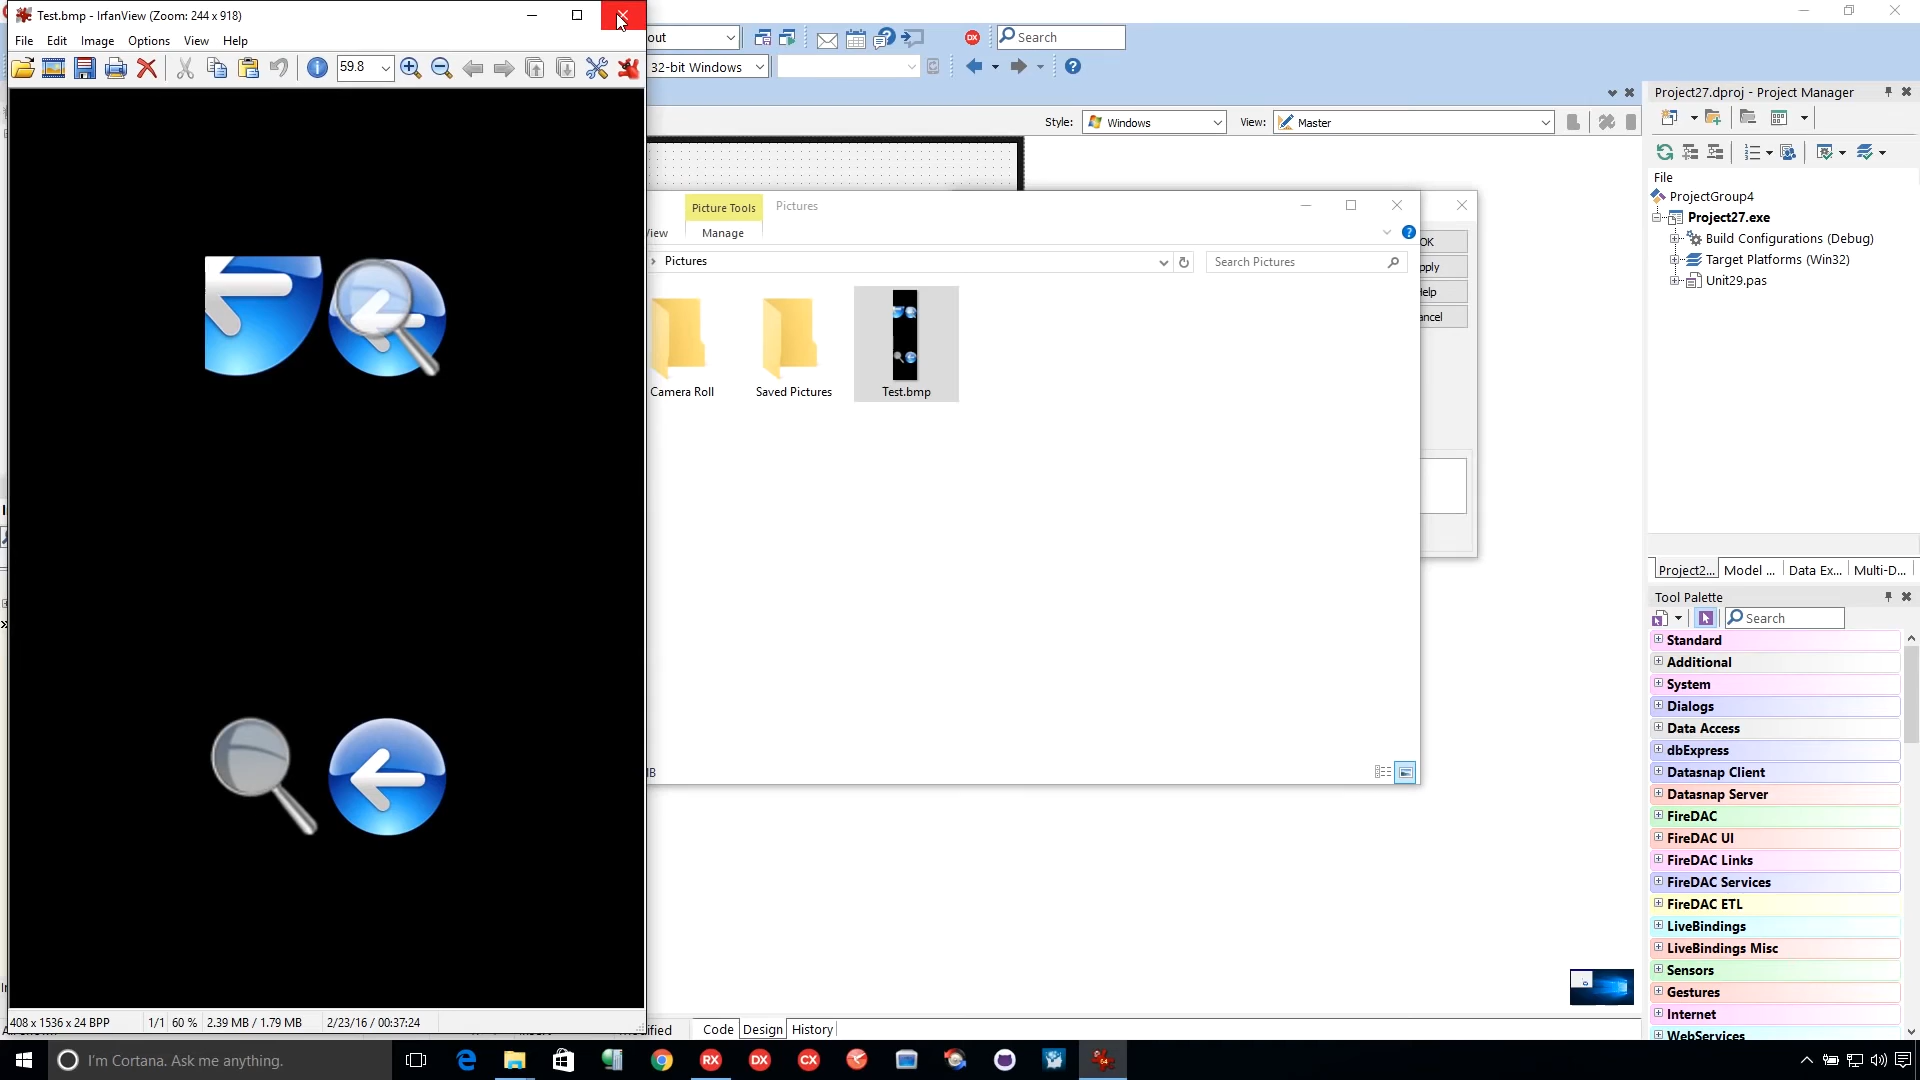 Test.bmp - IrfanView (Zoom: 244 x 918)
File Edit Image Options View Help
59.8
out
Search
32-bit Windows
Style: Windows View: Master
Picture Tools Pictures
View Manage
Pictures
Search Pictures
Camera Roll Saved Pictures Test.bmp
OK
pply
Help
ancel
MB
Project27.dproj - Project Manager
File
ProjectGroup4
Project27.exe
Build Configurations (Debug)
Target Platforms (Win32)
Unit29.pas
Project2... Model ... Data Ex... Multi-D...
Tool Palette
Search
Standard
Additional
System
Dialogs
Data Access
dbExpress
Datasnap Client
Datasnap Server
FireDAC
FireDAC UI
FireDAC Links
FireDAC Services
FireDAC ETL
LiveBindings
LiveBindings Misc
Sensors
Gestures
Internet
WebServices
408 x 1536 x 24 BPP 1/1 60 % 2.39 MB / 1.79 MB 2/23/16 / 00:37:24
Modified Code Design History
I'm Cortana. Ask me anything.
RX DX CX
DX